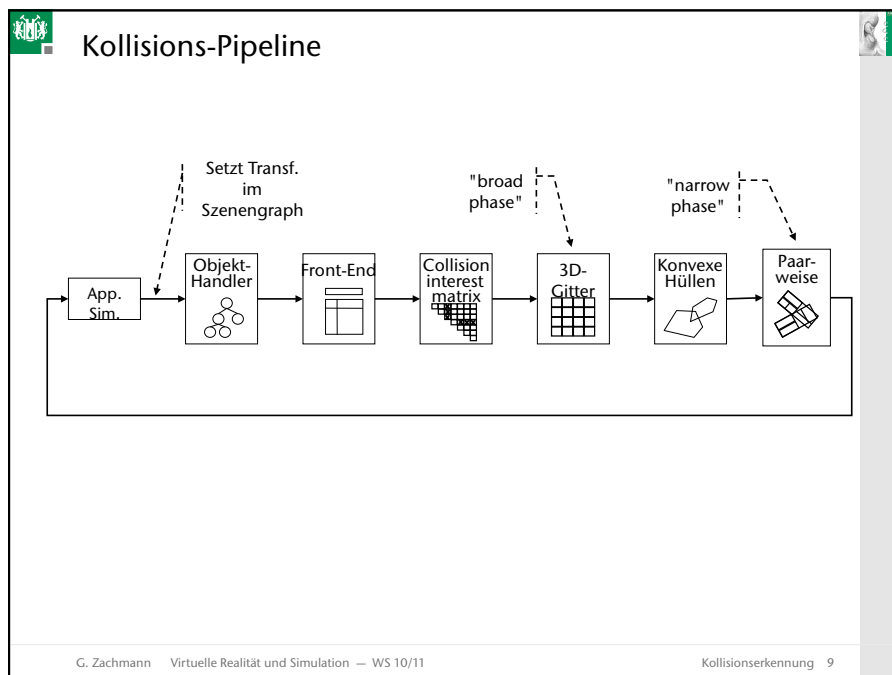 Kollisions-Pipeline
Setzt Transf.
im
Szenengraph
"broad
phase"
"narrow
phase"
App.
Sim.
Objekt-
Handler
Front-End
Collision
interest
matrix
3D-
Gitter
Konvexe
Hüllen
Paar-
weise
G. Zachmann Virtuelle Realität und Simulation — WS 10/11 Kollisionserkennung 9